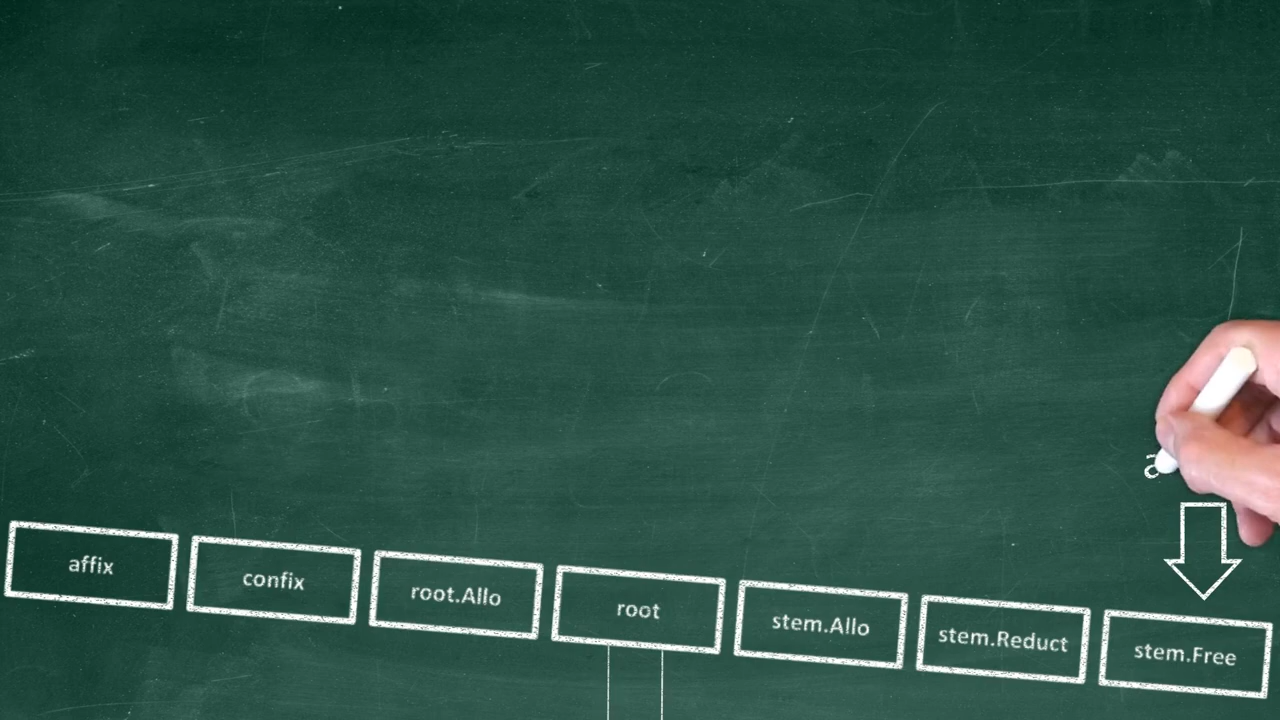 affix
confix
root.Allo
root
stem.Allo
stem.Reduct
stem.Free